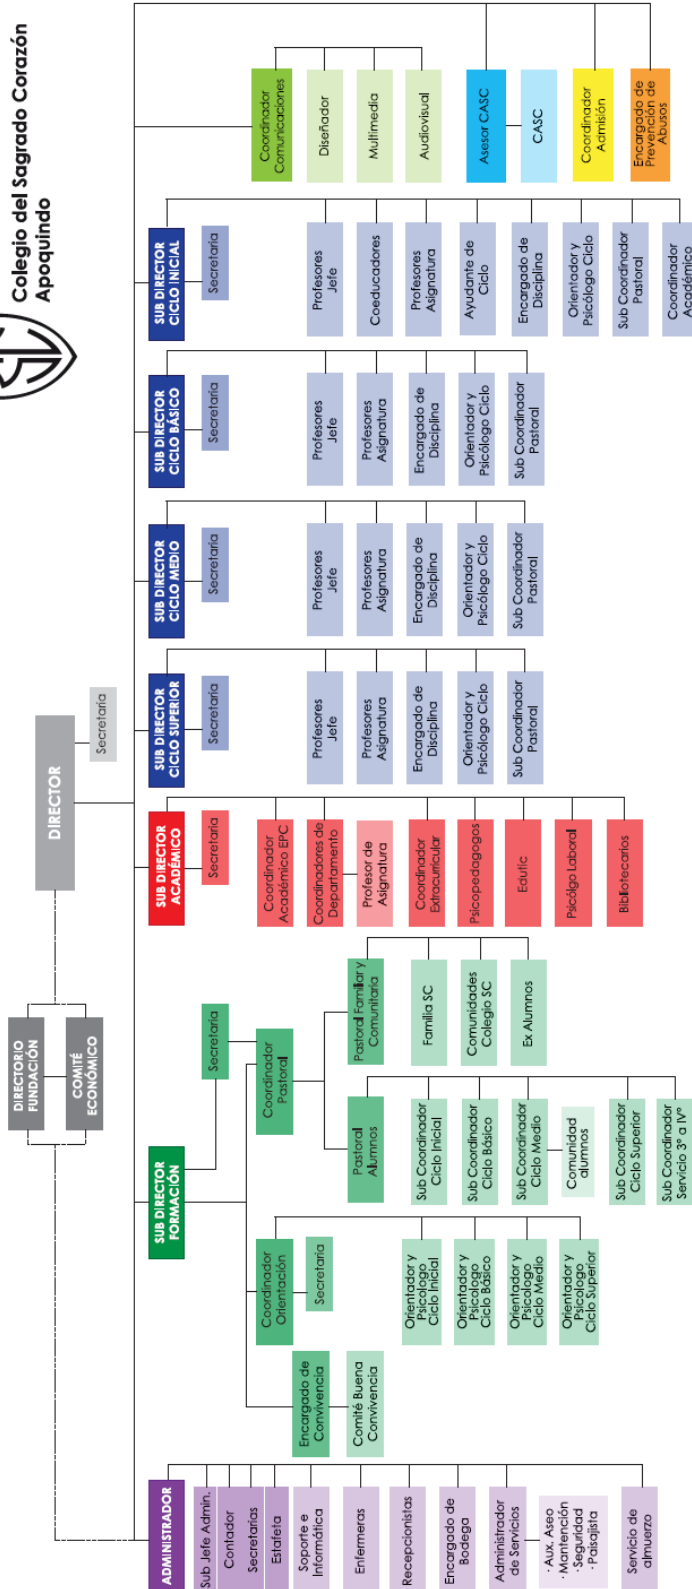 Colegio del Sagrado Corazón
Apoquindo
DIRECTORIO
FUNDACIÓN
COMITÉ
ECONÓMICO
DIRECTOR
Secretaria
ADMINISTRADOR
Sub Jefe Admin.
Contador
Secretarias
Estafeta
Soporte e
Informática
Enfermeras
Recepcionistas
Encargado de
Bodega
Administrador
de Servicios
· Aux. Aseo
· Mantención
· Seguridad
· Paisajista
Servicio de
almuerzo
SUB DIRECTOR
FORMACIÓN
Secretaria
Encargado de
Convivencia
Comité Buena
Convivencia
Coordinador
Orientación
Secretaria
Orientador y
Psicologo
Ciclo Inicial
Orientador y
Psicologo
Ciclo Básico
Orientador y
Psicologo
Ciclo Medio
Orientador y
Psicologo
Ciclo Superior
Coordinador
Pastoral
Pastoral
Alumnos
Sub Coordinador
Ciclo Inicial
Sub Coordinador
Ciclo Básico
Sub Coordinador
Ciclo Medio
Comunidad
alumnos
Sub Coordinador
Ciclo Superior
Sub Coordinador
Servicio 3° a IV°
Pastoral Familiar y
Comunitaria
Familia SC
Comunidades
Colegio SC
Ex Alumnos
SUB DIRECTOR
ACADÉMICO
Secretaria
Coordinador
Académico EPC
Coordinadores de
Departamento
Profesor de
Asignatura
Coordinador
Extracurricular
Psicopedagogos
Edutic
Psicólgo Laboral
Bibliotecarios
SUB DIRECTOR
CICLO SUPERIOR
Secretaria
Profesores
Jefe
Profesores
Asignatura
Encargado de
Disciplina
Orientador y
Psicólogo Ciclo
Sub Coordinador
Pastoral
SUB DIRECTOR
CICLO MEDIO
Secretaria
Profesores
Jefe
Profesores
Asignatura
Encargado de
Disciplina
Orientador y
Psicólogo Ciclo
Sub Coordinador
Pastoral
SUB DIRECTOR
CICLO BÁSICO
Secretaria
Profesores
Jefe
Profesores
Asignatura
Encargado de
Disciplina
Orientador y
Psicólogo Ciclo
Sub Coordinador
Pastoral
SUB DIRECTOR
CICLO INICIAL
Secretaria
Profesores
Jefe
Coeducadores
Profesores
Asignatura
Ayudante de
Ciclo
Encargado de
Disciplina
Orientador y
Psicólogo Ciclo
Sub Coordinador
Pastoral
Coordinador
Académico
Coordinador
Comunicaciones
Diseñador
Multimedia
Audiovisual
Asesor CASC
CASC
Coordinador
Admisión
Encargado de
Prevención de
Abusos